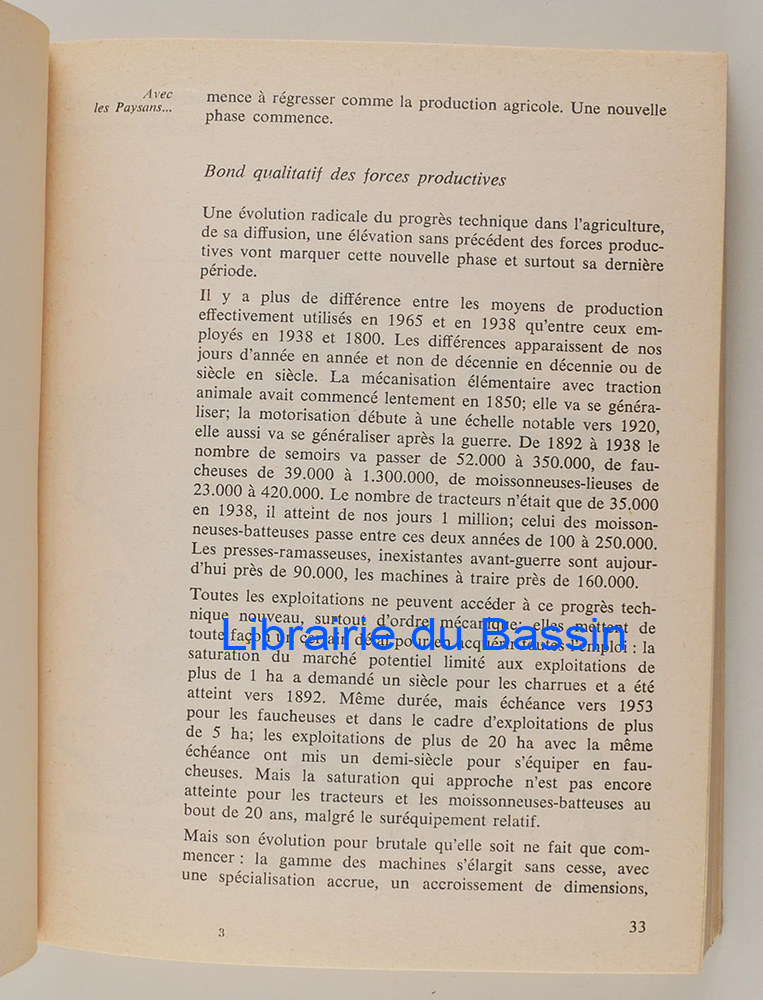 Avec
les Paysans...
mence à régresser comme la production agricole. Une nouvelle
phase commence.
Bond qualitatif des forces productives
Une évolution radicale du progrès technique dans l'agriculture,
de sa diffusion, une élévation sans précédent des forces produc-
tives vont marquer cette nouvelle phase et surtout sa dernière
période.
Il y a plus de différence entre les moyens de production
effectivement utilisés en 1965 et en 1938 qu'entre ceux em-
ployés en 1938 et 1800. Les différences apparaissent de nos
jours d'année en année et non de décennie en décennie ou de
siècle en siècle. La mécanisation élémentaire avec traction
animale avait commencé lentement en 1850; elle va se généra-
liser; la motorisation débute à une échelle notable vers 1920,
elle aussi va se généraliser après la guerre. De 1892 à 1938 le
nombre de semoirs va passer de 52.000 à 350.000, de fau-
cheuses de 39.000 à 1.300.000, de moissonneuses-lieuses de
23.000 à 420.000. Le nombre de tracteurs n'était que de 35.000
en 1938, il atteint de nos jours 1 million; celui des moisson-
neuses-batteuses passe entre ces deux années de 100 à 250.000.
Les presses-ramasseuses, inexistantes avant-guerre sont aujour-
d'hui près de 90.000, les machines à traire près de 160.000.
Toutes les exploitations ne peuvent accéder à ce progrès tech-
nique nouveau, surtout d'ordre mécanique; elles mettent de
toute façon un certain délai pour en acquérir toutes l'emploi : la
Librairie du Bassin
saturation du marché potentiel limité aux exploitations de
plus de 1 ha a demandé un siècle pour les charrues et a été
atteint vers 1892. Même durée, mais échéance vers 1953
pour les faucheuses et dans le cadre d'exploitations de plus
de 5 ha; les exploitations de plus de 20 ha avec la même
échéance ont mis un demi-siècle pour s'équiper en fau-
cheuses. Mais la saturation qui approche n'est pas encore
atteinte pour les tracteurs et les moissonneuses-batteuses au
bout de 20 ans, malgré le suréquipement relatif.
Mais son évolution pour brutale qu'elle soit ne fait que com-
mencer : la gamme des machines s'élargit sans cesse, avec
une spécialisation accrue, un accroissement de dimensions,
3
33